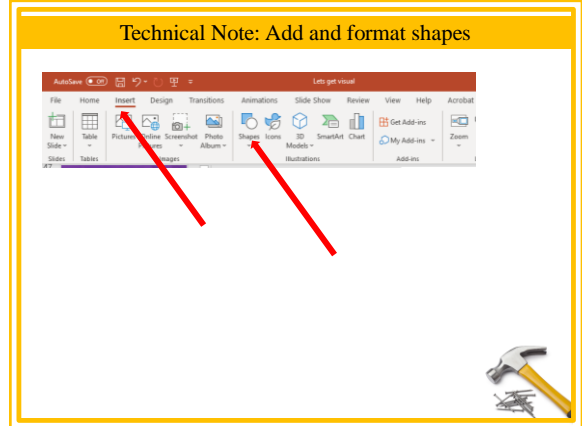 Technical Note: Add and format shapes
AutoSave Off Lets get visual
File Home Insert Design Transitions Animations Slide Show Review View Help Acrobat
New Slide Table Pictures Online Pictures Screenshot Photo Album Shapes Icons 3D Models SmartArt Chart Get Add-ins My Add-ins Zoom
Slides Tables Images Illustrations Add-ins
47